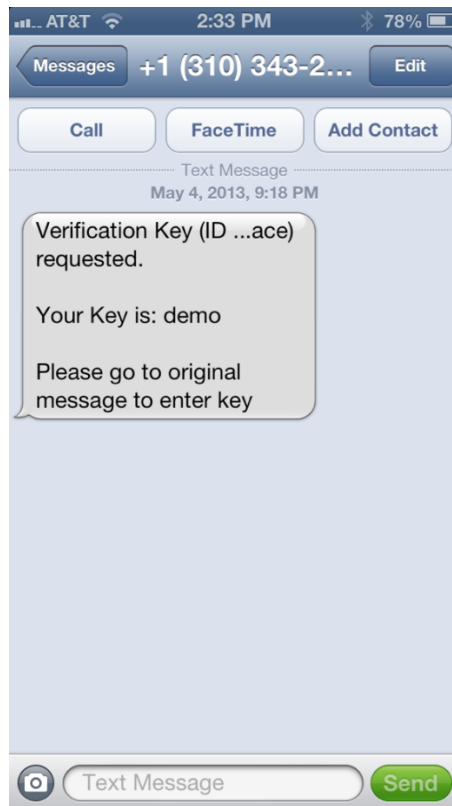 AT&T 2:33 PM 78%
Messages +1 (310) 343-2... Edit
Call FaceTime Add Contact
Text Message
May 4, 2013, 9:18 PM
Verification Key (ID ...ace)
requested.
Your Key is: demo
Please go to original
message to enter key
Text Message Send